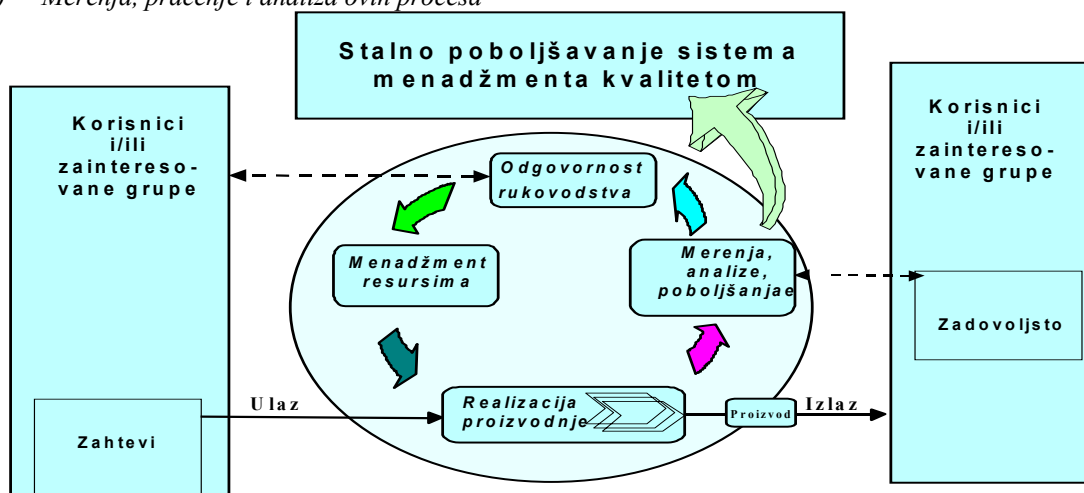 Merenja, praćenje i analiza ovih procesa
Stalno poboljšavanje sistema
menadžmenta kvalitetom
Korisnici
i/ili
zaintereso-
vane grupe
Odgovornost
rukovodstva
Korisnici
i/ili
zaintereso-
vane grupe
Menadžment
resursima
Merenja,
analize,
poboljšanjae
Zadovoljsto
Ulaz
Realizacija
proizvodnje
Proizvod
Izlaz
Zahtevi